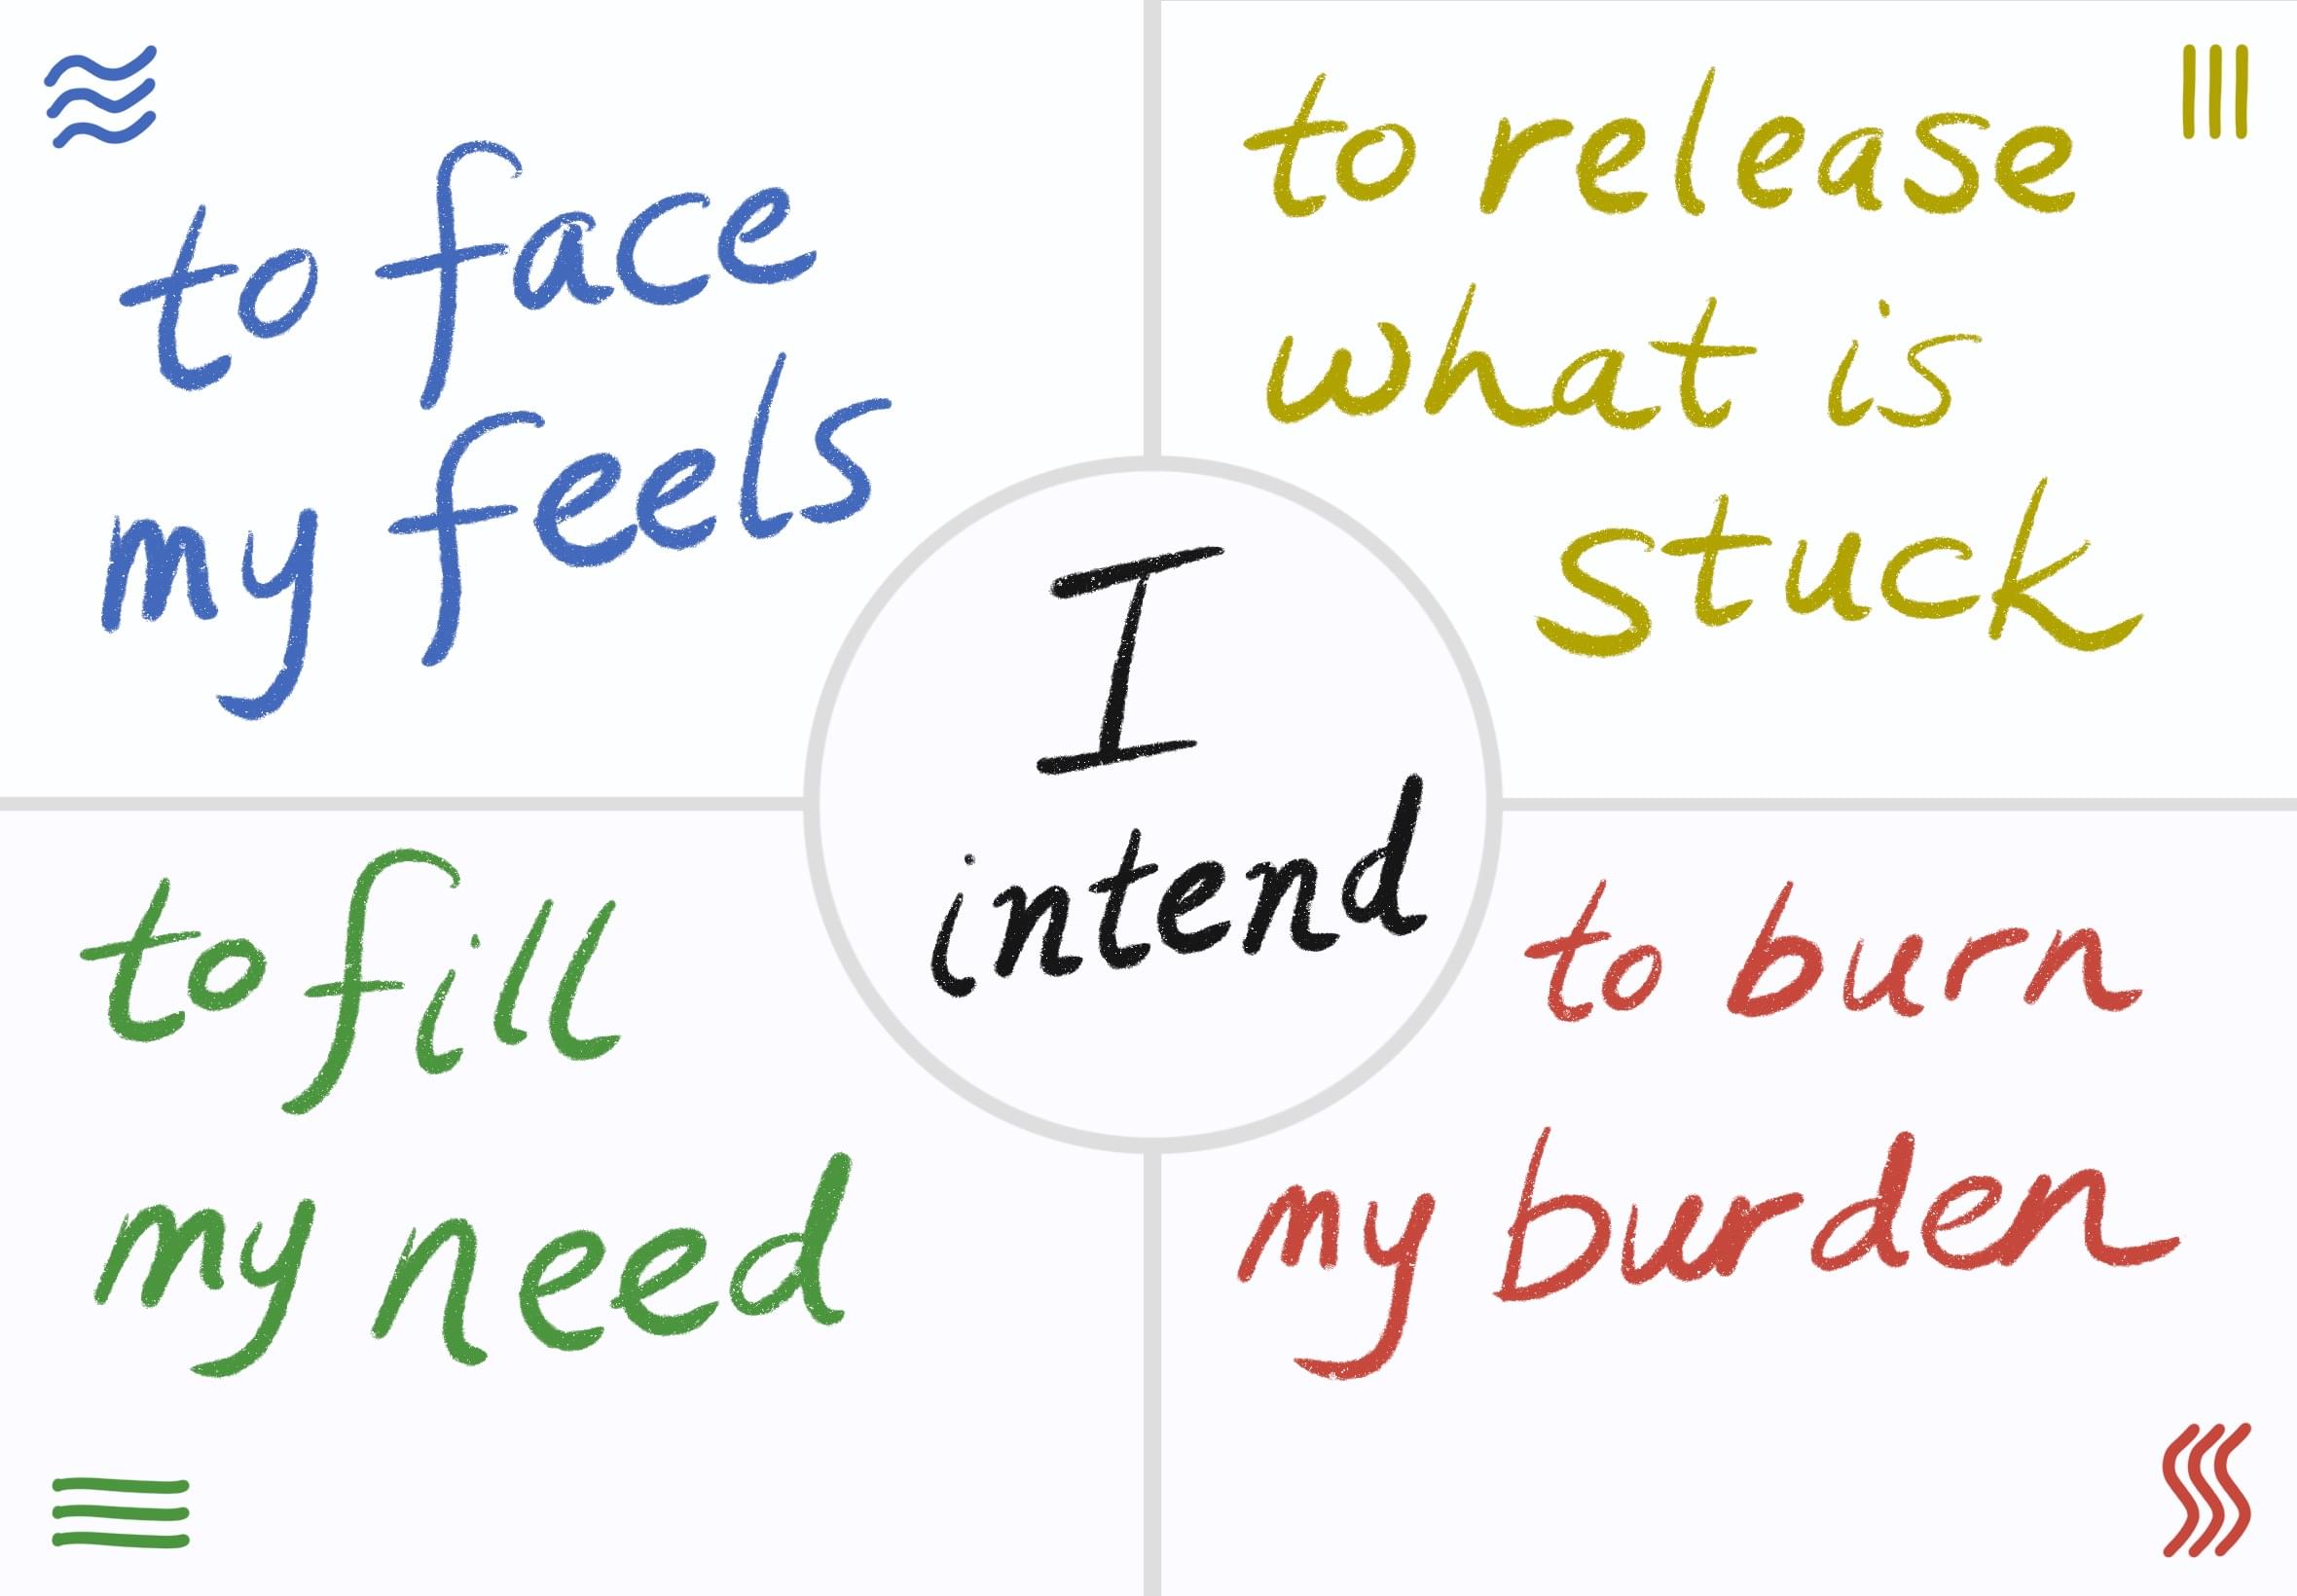 I
intend
to face
my feels
to release
what is
stuck
to fill
my need
to burn
my burden